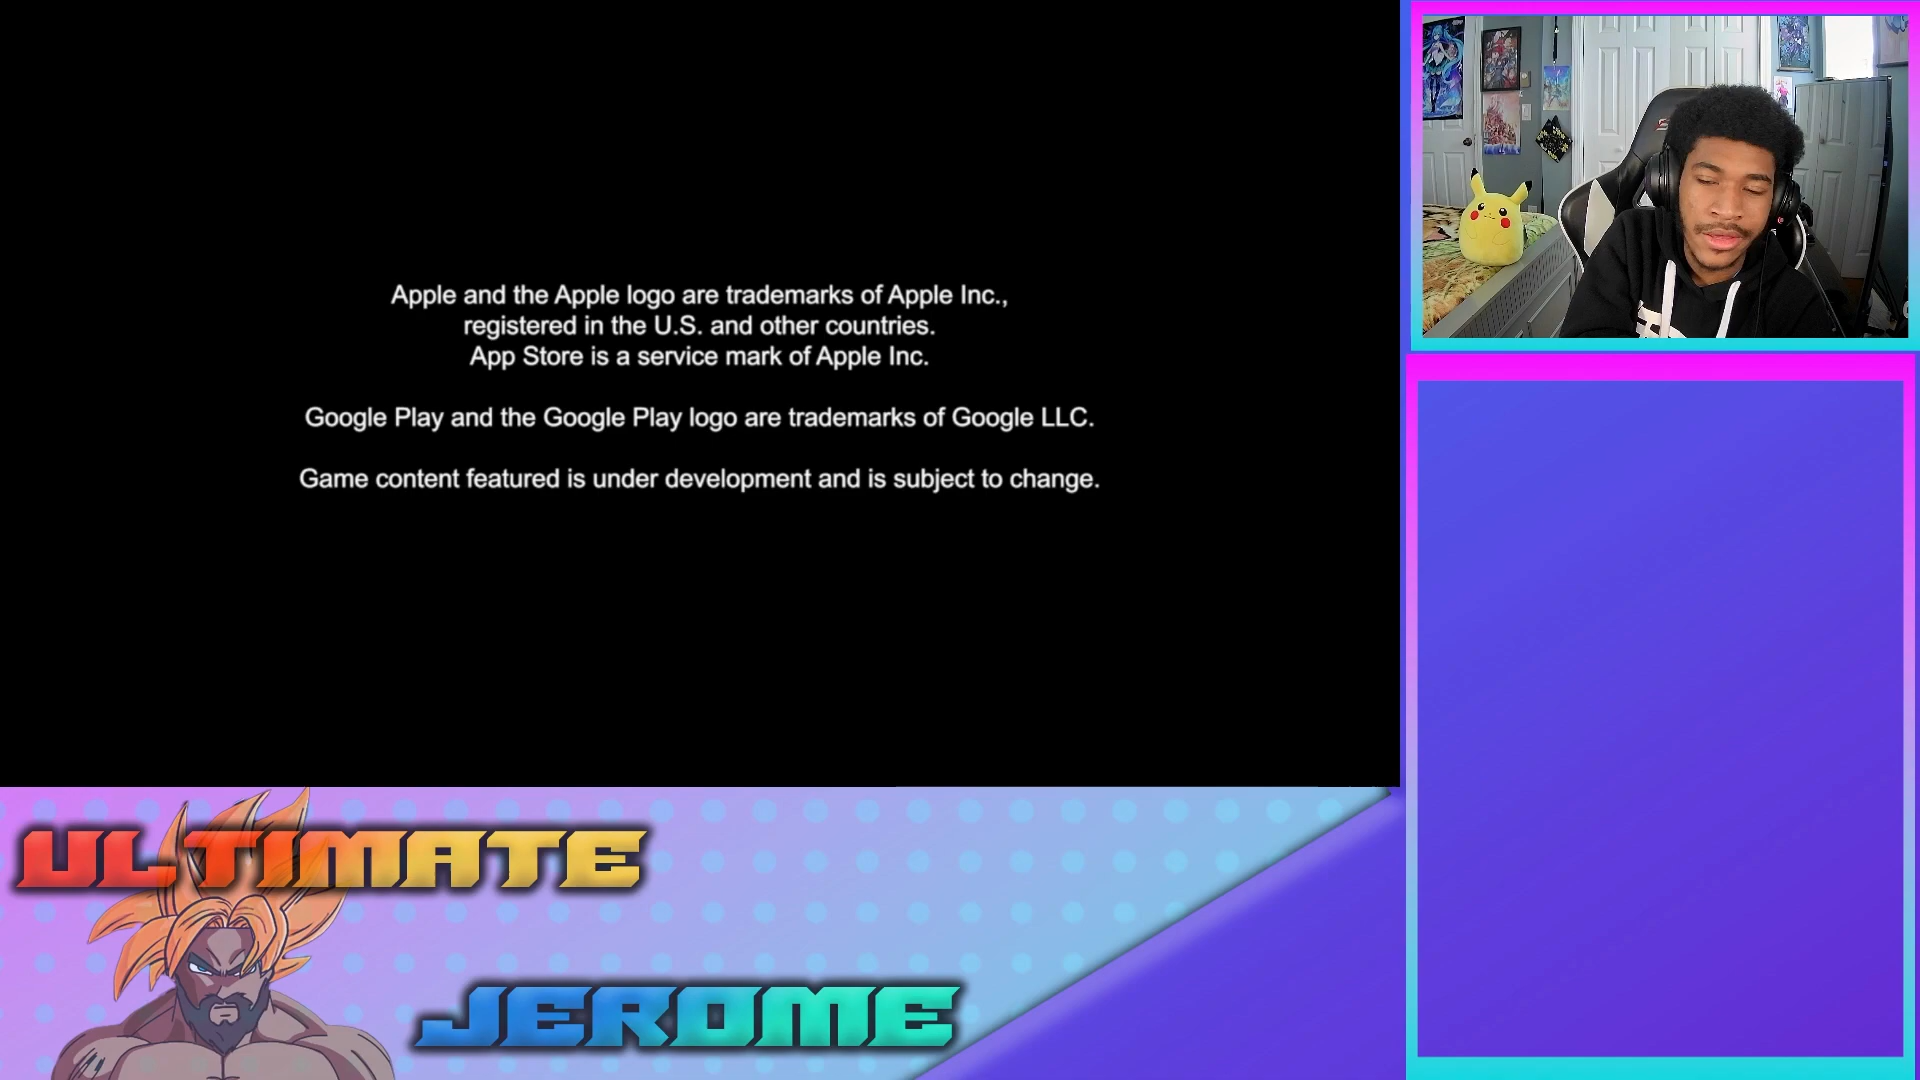 Apple and the Apple logo are trademarks of Apple Inc.,
registered in the U.S. and other countries.
App Store is a service mark of Apple Inc.
Google Play and the Google Play logo are trademarks of Google LLC.
Game content featured is under development and is subject to change.
ULTIMATE
JEROME